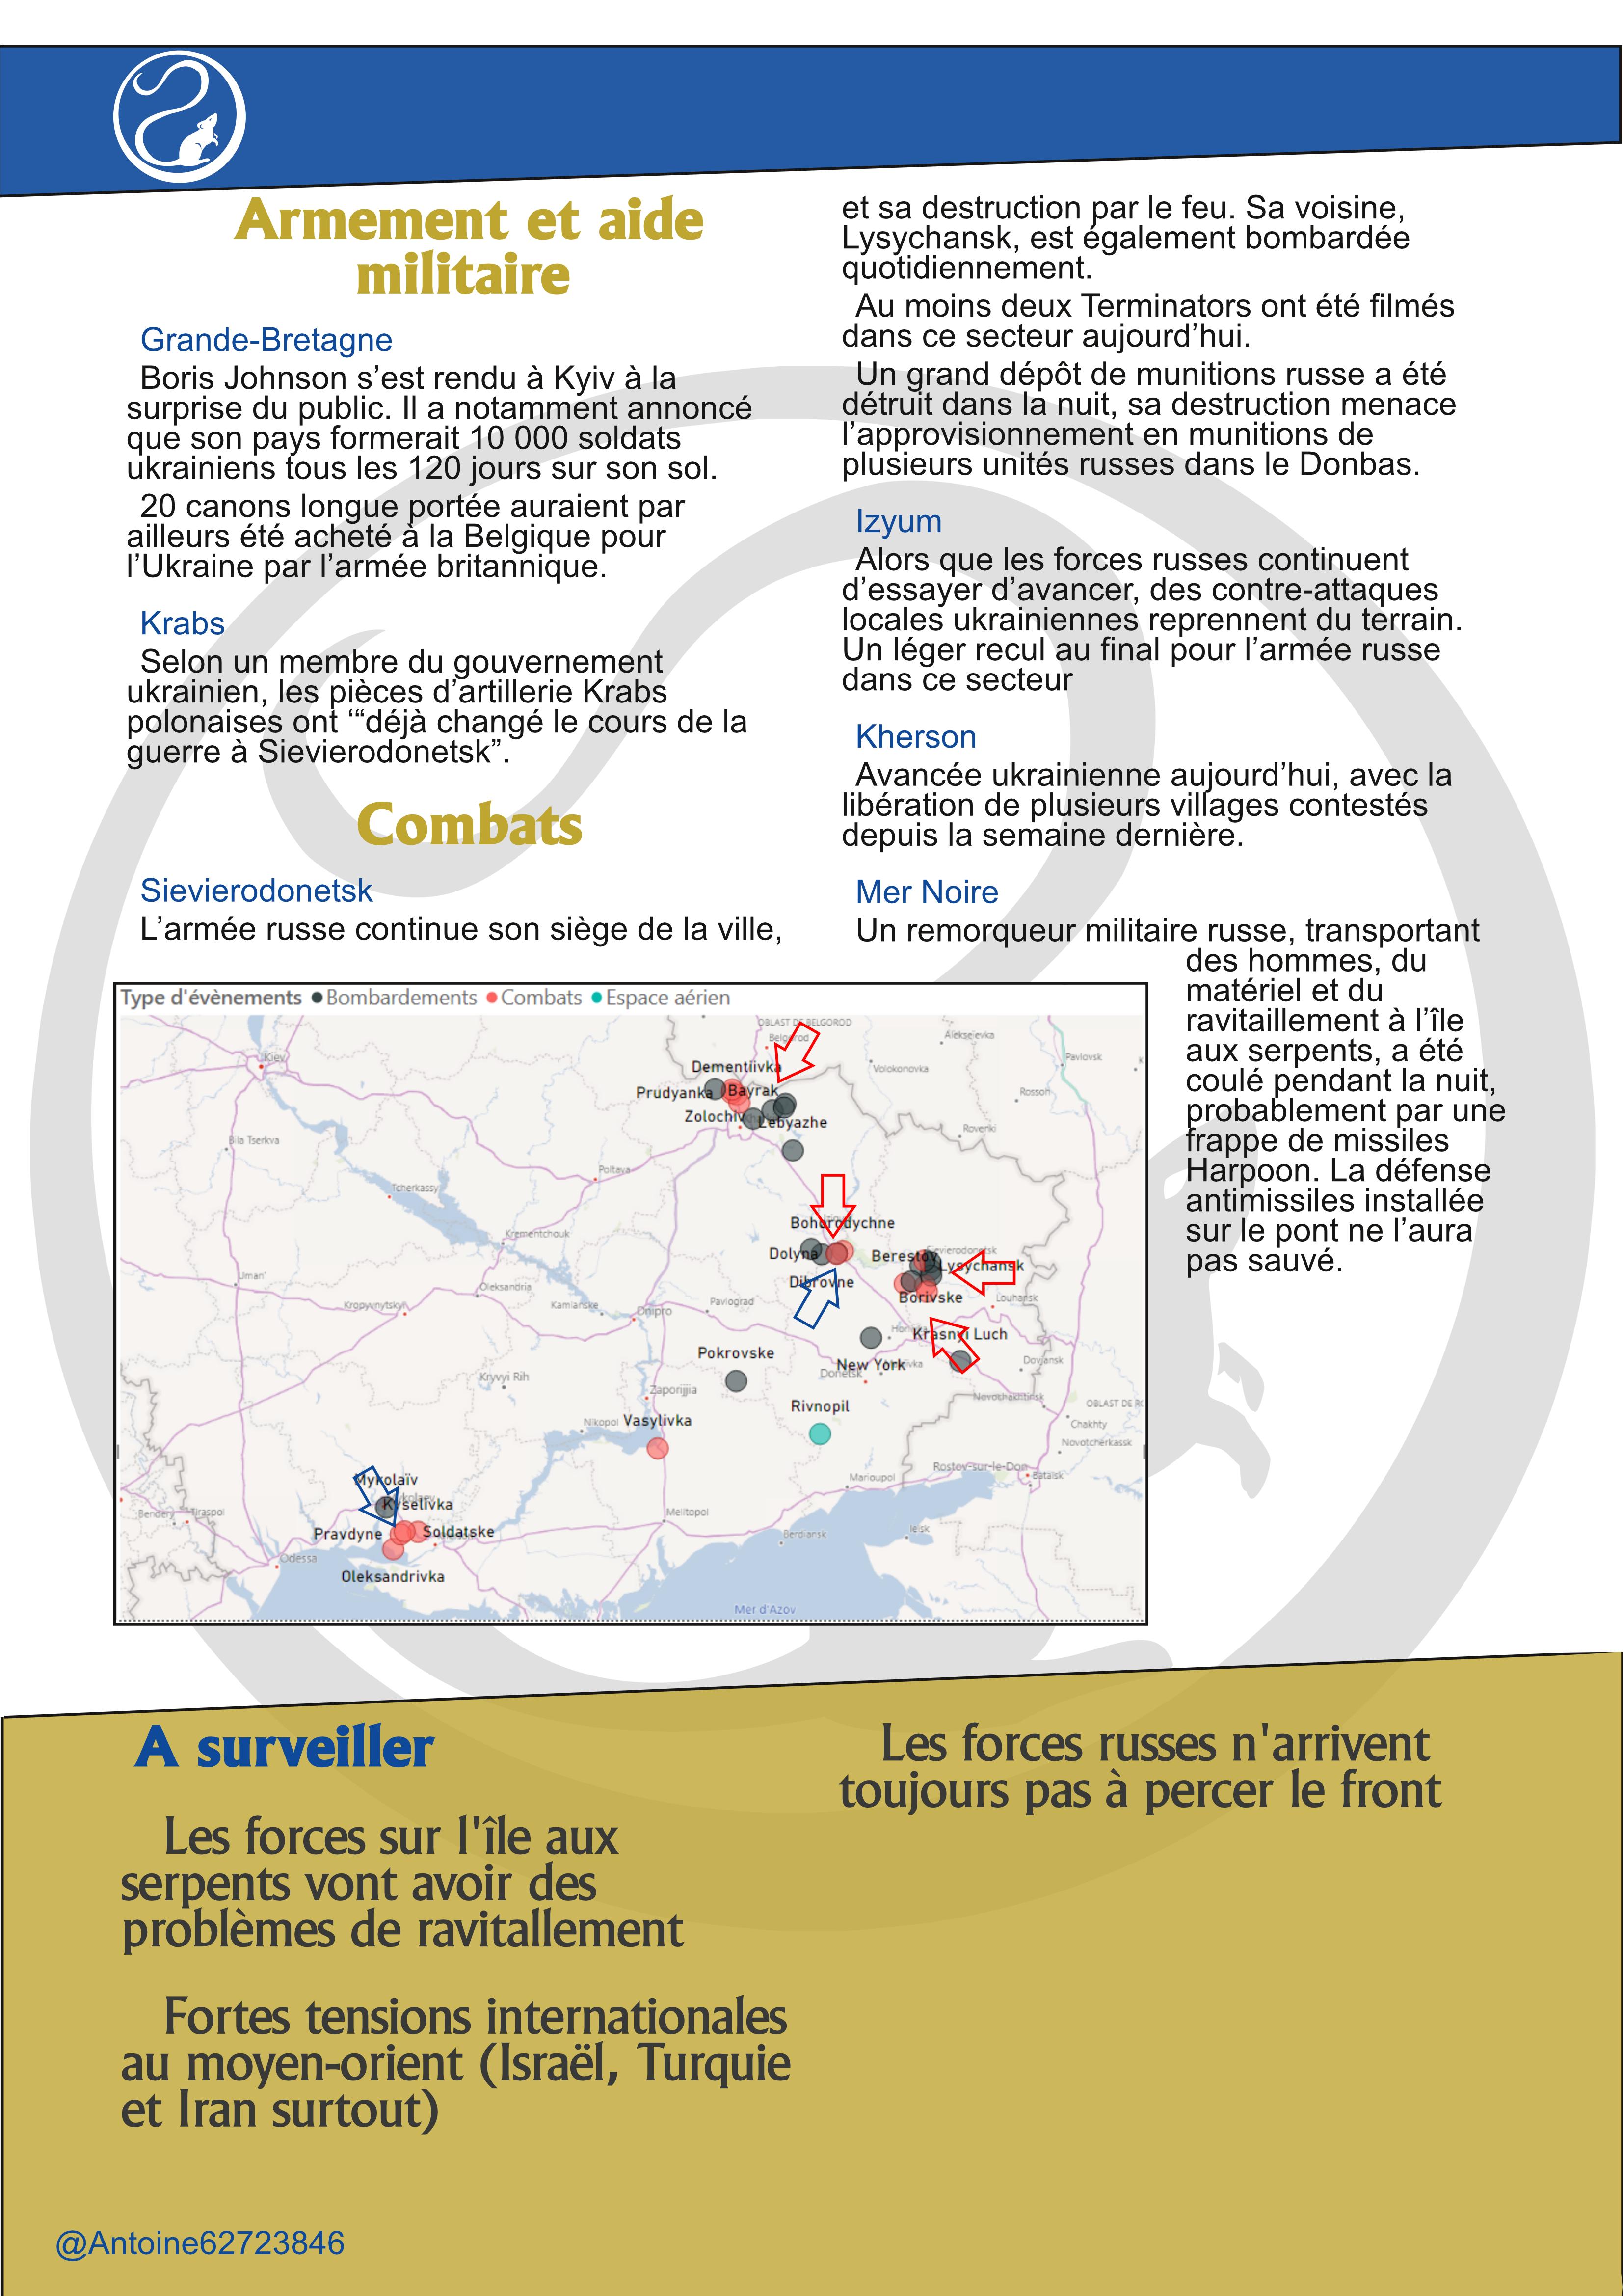 Armement et aide
militaire
Grande-Bretagne
Boris Johnson s’est rendu à Kyiv à la
surprise du public. Il a notamment annoncé
que son pays formerait 10 000 soldats
ukrainiens tous les 120 jours sur son sol.
20 canons longue portée auraient par
ailleurs été acheté à la Belgique pour
l’Ukraine par l’armée britannique.
Krabs
Selon un membre du gouvernement
ukrainien, les pièces d’artillerie Krabs
polonaises ont ‘“déjà changé le cours de la
guerre à Sievierodonetsk”.
Combats
Sievierodonetsk
L’armée russe continue son siège de la ville,
et sa destruction par le feu. Sa voisine,
Lysychansk, est également bombardée
quotidiennement.
Au moins deux Terminators ont été filmés
dans ce secteur aujourd’hui.
Un grand dépôt de munitions russe a été
détruit dans la nuit, sa destruction menace
l’approvisionnement en munitions de
plusieurs unités russes dans le Donbas.
Izyum
Alors que les forces russes continuent
d’essayer d’avancer, des contre-attaques
locales ukrainiennes reprennent du terrain.
Un léger recul au final pour l’armée russe
dans ce secteur
Kherson
Avancée ukrainienne aujourd’hui, avec la
libération de plusieurs villages contestés
depuis la semaine dernière.
Mer Noire
Un remorqueur militaire russe, transportant
des hommes, du
matériel et du
ravitaillement à l’île
aux serpents, a été
coulé pendant la nuit,
probablement par une
frappe de missiles
Harpoon. La défense
antimissiles installée
sur le pont ne l’aura
pas sauvé.
Type d'évènements Bombardements Combats Espace aérien
OBLAST DE BELGOROD
Belgorod
Alekseïevka
Kiev
Pavlovsk
Dementiivka
Volokonovka
Prudyanka
Bayrak
Rosson
Zolochiv
Lebyazhe
Roveñki
Bila Tserkva
Poltava
Tcherkassy
Bohorodychne
Krementchouk
Dolyna
Berestov
Sievierodonetsk
Lysychansk
Uman'
Oleksandria
Dibrovne
Borivske
Louhansk
Kropyvnytskyï
Kamianske
Dnipro
Pavlograd
Krasnyi Luch
Pokrovske
New York
Donetsk
Dovjansk
Kryvyi Rih
Zaporijjia
Novochakhtinsk
OBLAST DE RO
Rivnopil
Nikopol
Vasylivka
Chakhty
Novotcherkassk
Marioupol
Rostov-sur-le-Don
Bataïsk
Mykolaïv
Kyselivka
Bendery
Tiraspol
Melitopol
Pravdyne
Soldatske
Berdiansk
Ieïsk
Odessa
Oleksandrivka
Mer d'Azov
A surveiller
Les forces sur l'île aux
serpents vont avoir des
problèmes de ravitallement
Fortes tensions internationales
au moyen-orient (Israël, Turquie
et Iran surtout)
Les forces russes n'arrivent
toujours pas à percer le front
@Antoine62723846